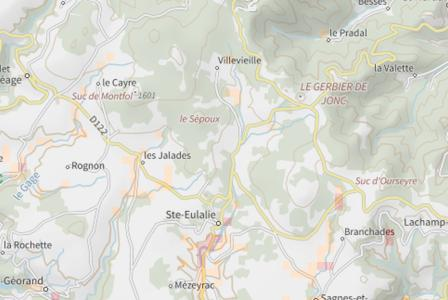 Besses
le Pradal
Villevieille
la Valette
éage
le Cayre
LE GERBIER DE
JONC
Suc de Montfol
1601
le Sépoux
D122
les Jalades
Rognon
le Gage
Suc d'Ourseyre
Ste-Eulalie
Lachamp-
Branchades
la Rochette
Géorand
Mézeyrac
Sagnes-et